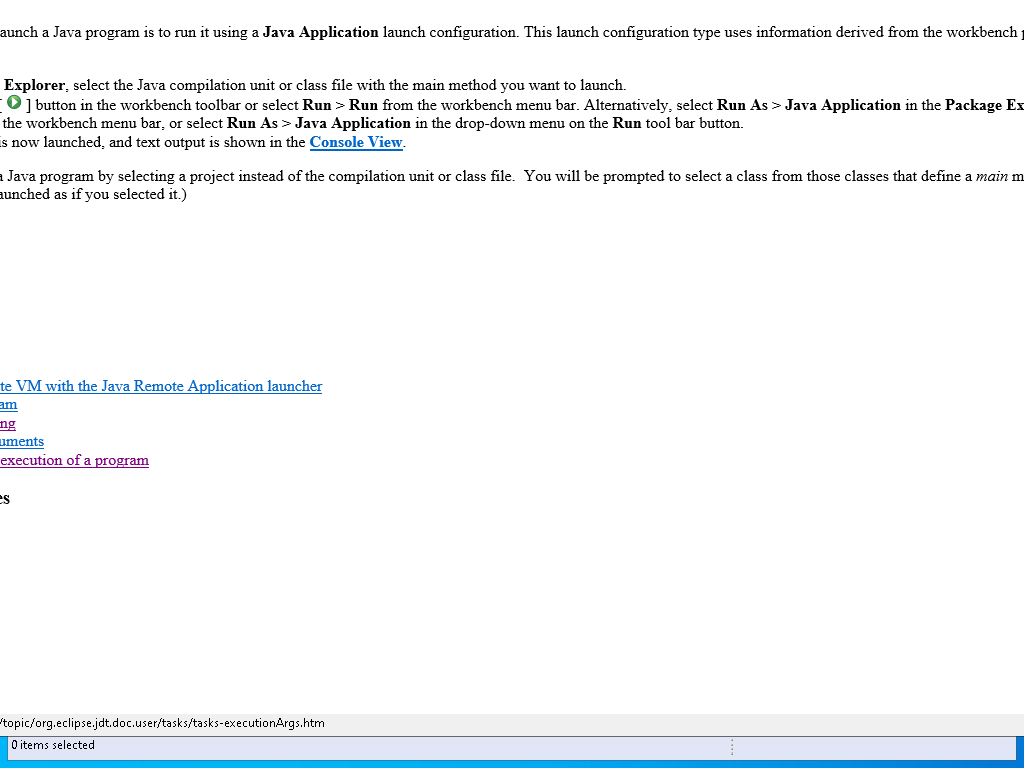 aunch a Java program is to run it using a Java Application launch configuration. This launch configuration type uses information derived from the workbench
Explorer, select the Java compilation unit or class file with the main method you want to launch.
] button in the workbench toolbar or select Run > Run from the workbench menu bar. Alternatively, select Run As > Java Application in the Package Ex
the workbench menu bar, or select Run As > Java Application in the drop-down menu on the Run tool bar button.
is now launched, and text output is shown in the Console View.
a Java program by selecting a project instead of the compilation unit or class file.  You will be prompted to select a class from those classes that define a main m
aunched as if you selected it.)
te VM with the Java Remote Application launcher
am
ng
uments
execution of a program
es
/topic/org.eclipse.jdt.doc.user/tasks/tasks-executionArgs.htm
0 items selected